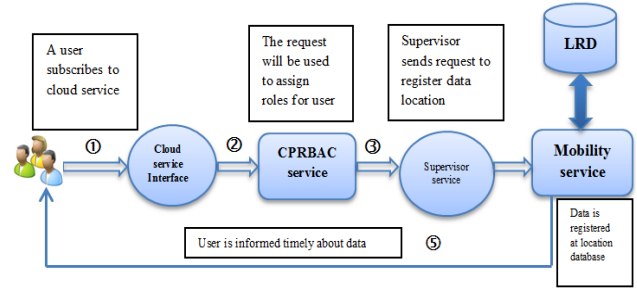 A user
subscribes to
cloud service
The request
will be used
to assign
roles for user
Supervisor
sends request to
register data
location
LRD
①
Cloud
service
Interface
②
CPRBAC
service
③
Supervisor
service
Mobility
service
Data is
registered
at location
database
User is informed timely about data
⑤